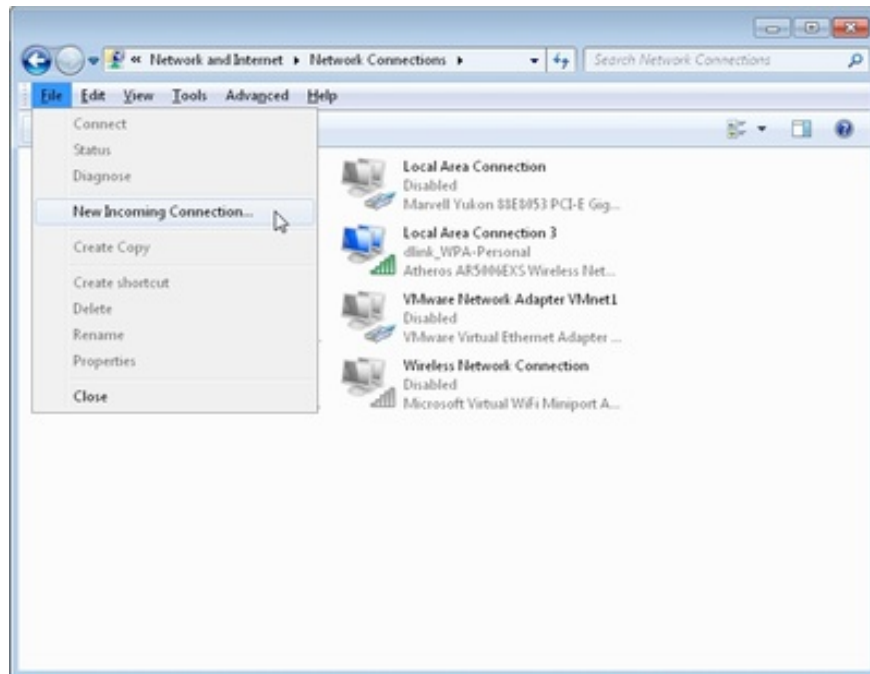 « Network and Internet ▸ Network Connections ▸
Search Network Connections
File Edit View Tools Advanced Help
Connect
Status
Diagnose
New Incoming Connection...
Create Copy
Create shortcut
Delete
Rename
Properties
Close
Local Area Connection
Disabled
Marvell Yukon 88E8053 PCI-E Gig...
Local Area Connection 3
dlink_WPA-Personal
Atheros AR5006EXS Wireless Net...
VMware Network Adapter VMnet1
Disabled
VMware Virtual Ethernet Adapter ...
Wireless Network Connection
Disabled
Microsoft Virtual WiFi Miniport A...